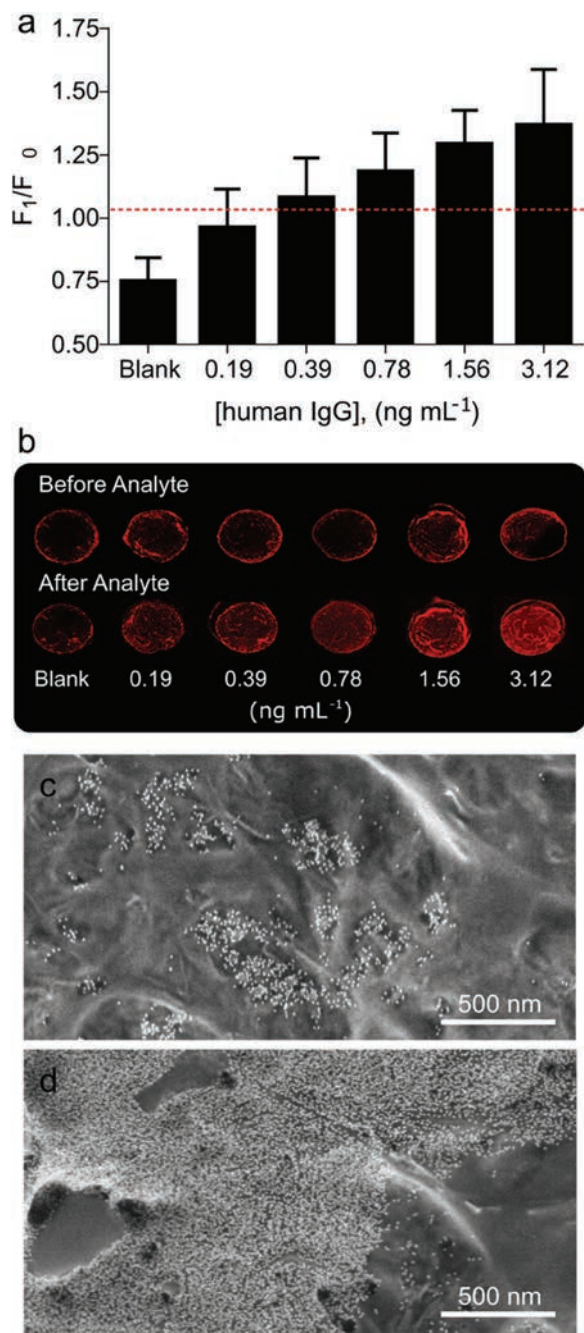 a
1.75
1.50
1.25
1.00
0.75
0.50
F₁/F ₀
Blank 0.19 0.39 0.78 1.56 3.12
[human IgG], (ng mL⁻¹)
b
Before Analyte
After Analyte
Blank 0.19 0.39 0.78 1.56 3.12
(ng mL⁻¹)
c
500 nm
d
500 nm